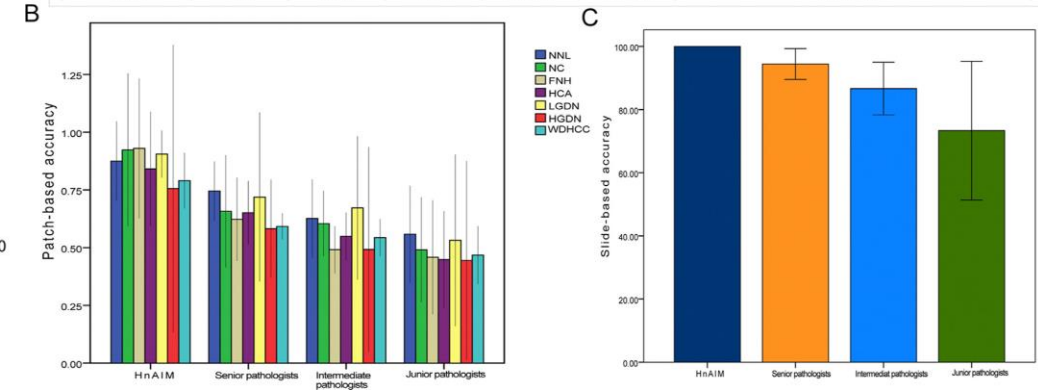 B
Patch-based accuracy
1.25
1.00
0.75
0.50
0.25
0.00
HnAIM
Senior pathologists
Intermediate
pathologists
Junior pathologists
NNL
NC
FNH
HCA
LGDN
HGDN
WDHCC
0
C
Slide-based accuracy
100.00
80.00
60.00
40.00
20.00
0.00
HnAIM
Senior pathologists
Intermediat pathologists
Junior pathologists